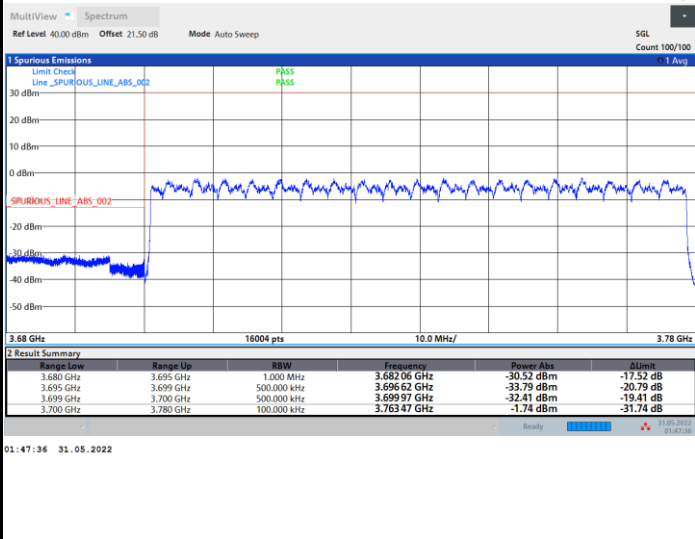 MultiView Spectrum
Ref Level 40.00 dBm Offset 21.50 dB Mode Auto Sweep SGL
Count 100/100
1 Spurious Emissions 1 Avg
Limit Check PASS
Line _SPURIOUS_LINE_ABS_002 PASS
30 dBm
20 dBm
10 dBm
0 dBm
_SPURIOUS_LINE_ABS_002
-20 dBm
-30 dBm
-40 dBm
-50 dBm
3.68 GHz 16004 pts 10.0 MHz/ 3.78 GHz
2 Result Summary
Range Low Range Up RBW Frequency Power Abs ΔLimit
3.680 GHz 3.695 GHz 1.000 MHz 3.682 06 GHz -30.52 dBm -17.52 dB
3.695 GHz 3.699 GHz 500.000 kHz 3.696 62 GHz -33.79 dBm -20.79 dB
3.699 GHz 3.700 GHz 500.000 kHz 3.699 97 GHz -32.41 dBm -19.41 dB
3.700 GHz 3.780 GHz 100.000 kHz 3.763 47 GHz -1.74 dBm -31.74 dB
Ready 31.05.2022
01:47:36
01:47:36 31.05.2022